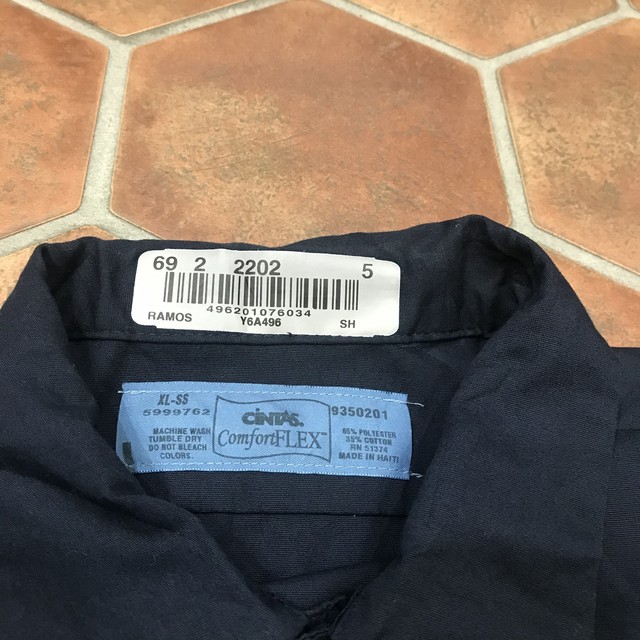 69 2 2202 5
496201076034
RAMOS Y6A496 SH
XL-SS
5999762
MACHINE WASH
TUMBLE DRY
DO NOT BLEACH
COLORS.
CINTAS.
ComfortFLEX™
9350201
65% POLYESTER
35% COTTON
RN 51374
MADE IN HAITI